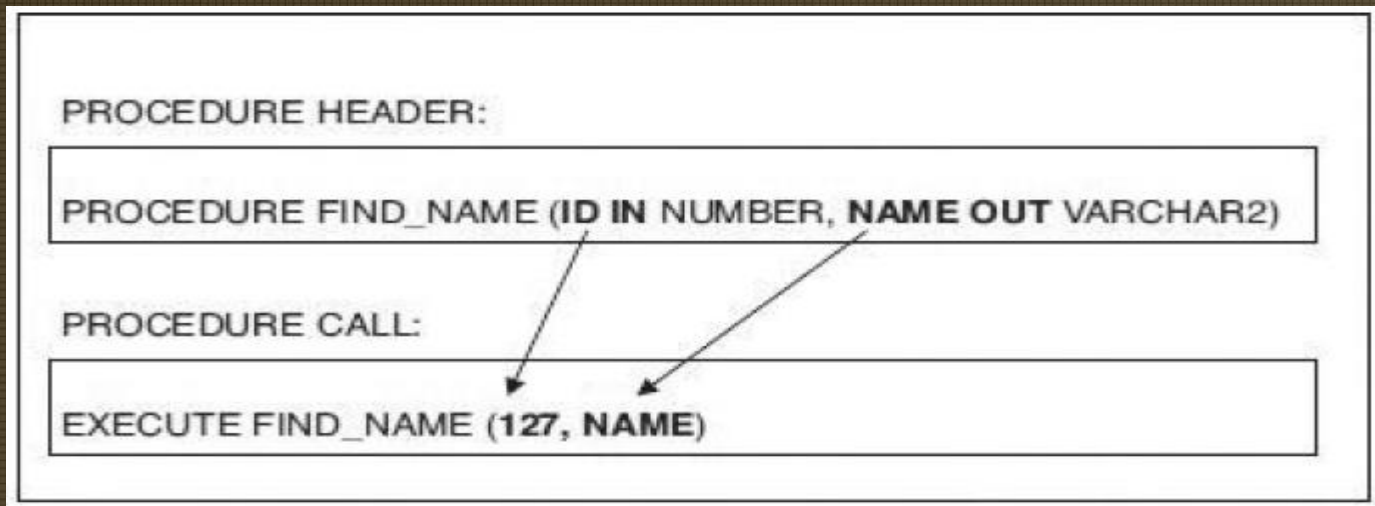 PROCEDURE HEADER:
PROCEDURE FIND_NAME (ID IN NUMBER, NAME OUT VARCHAR2)
PROCEDURE CALL:
EXECUTE FIND_NAME (127, NAME)